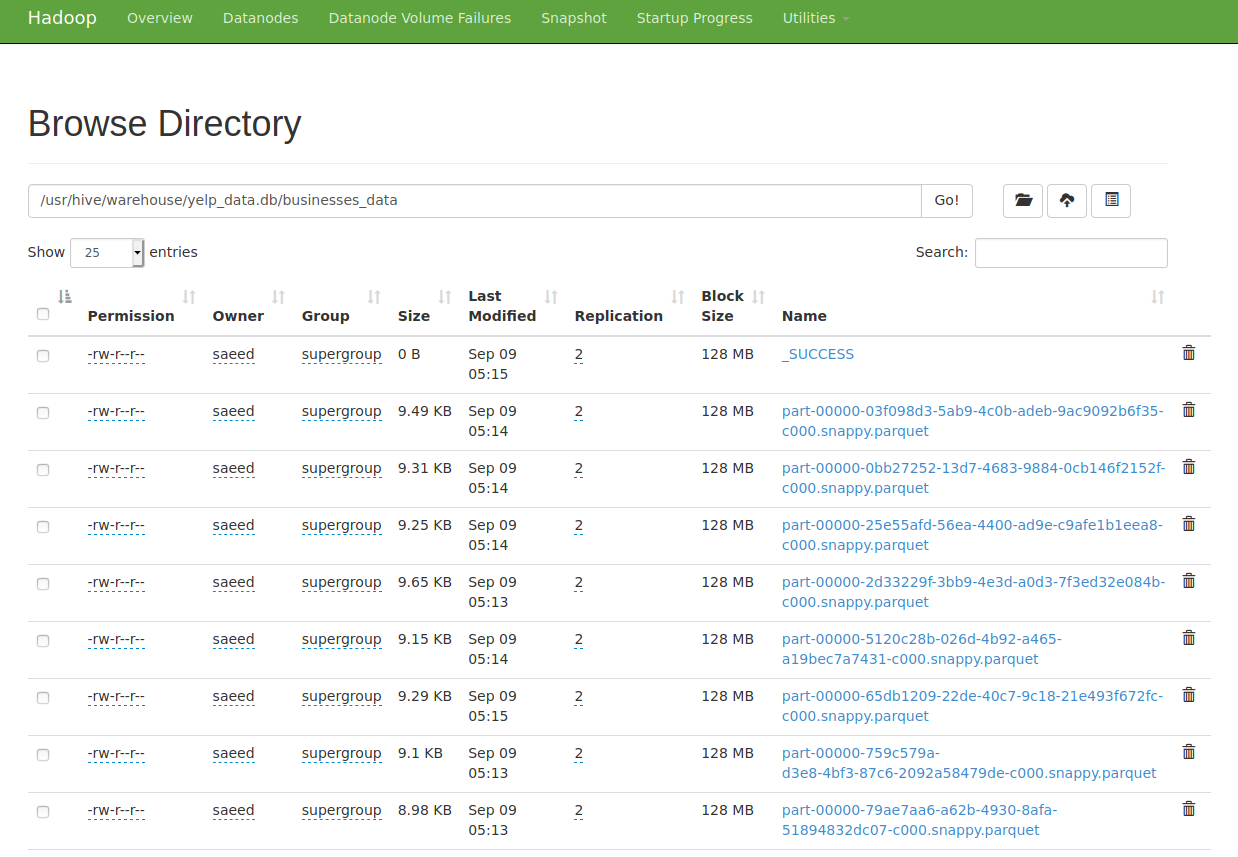 Hadoop Overview Datanodes Datanode Volume Failures Snapshot Startup Progress Utilities
Browse Directory
/usr/hive/warehouse/yelp_data.db/businesses_data Go!
Show 25 entries Search:
Permission Owner Group Size Last Modified Replication Block Size Name
-rw-r--r-- saeed supergroup 0 B Sep 09 2 128 MB _SUCCESS
05:15
-rw-r--r-- saeed supergroup 9.49 KB Sep 09 2 128 MB part-00000-03f098d3-5ab9-4c0b-adeb-9ac9092b6f35-
05:14 c000.snappy.parquet
-rw-r--r-- saeed supergroup 9.31 KB Sep 09 2 128 MB part-00000-0bb27252-13d7-4683-9884-0cb146f2152f-
05:14 c000.snappy.parquet
-rw-r--r-- saeed supergroup 9.25 KB Sep 09 2 128 MB part-00000-25e55afd-56ea-4400-ad9e-c9afe1b1eea8-
05:14 c000.snappy.parquet
-rw-r--r-- saeed supergroup 9.65 KB Sep 09 2 128 MB part-00000-2d33229f-3bb9-4e3d-a0d3-7f3ed32e084b-
05:13 c000.snappy.parquet
-rw-r--r-- saeed supergroup 9.15 KB Sep 09 2 128 MB part-00000-5120c28b-026d-4b92-a465-
05:14 a19bec7a7431-c000.snappy.parquet
-rw-r--r-- saeed supergroup 9.29 KB Sep 09 2 128 MB part-00000-65db1209-22de-40c7-9c18-21e493f672fc-
05:15 c000.snappy.parquet
-rw-r--r-- saeed supergroup 9.1 KB Sep 09 2 128 MB part-00000-759c579a-
05:13 d3e8-4bf3-87c6-2092a58479de-c000.snappy.parquet
-rw-r--r-- saeed supergroup 8.98 KB Sep 09 2 128 MB part-00000-79ae7aa6-a62b-4930-8afa-
05:13 51894832dc07-c000.snappy.parquet